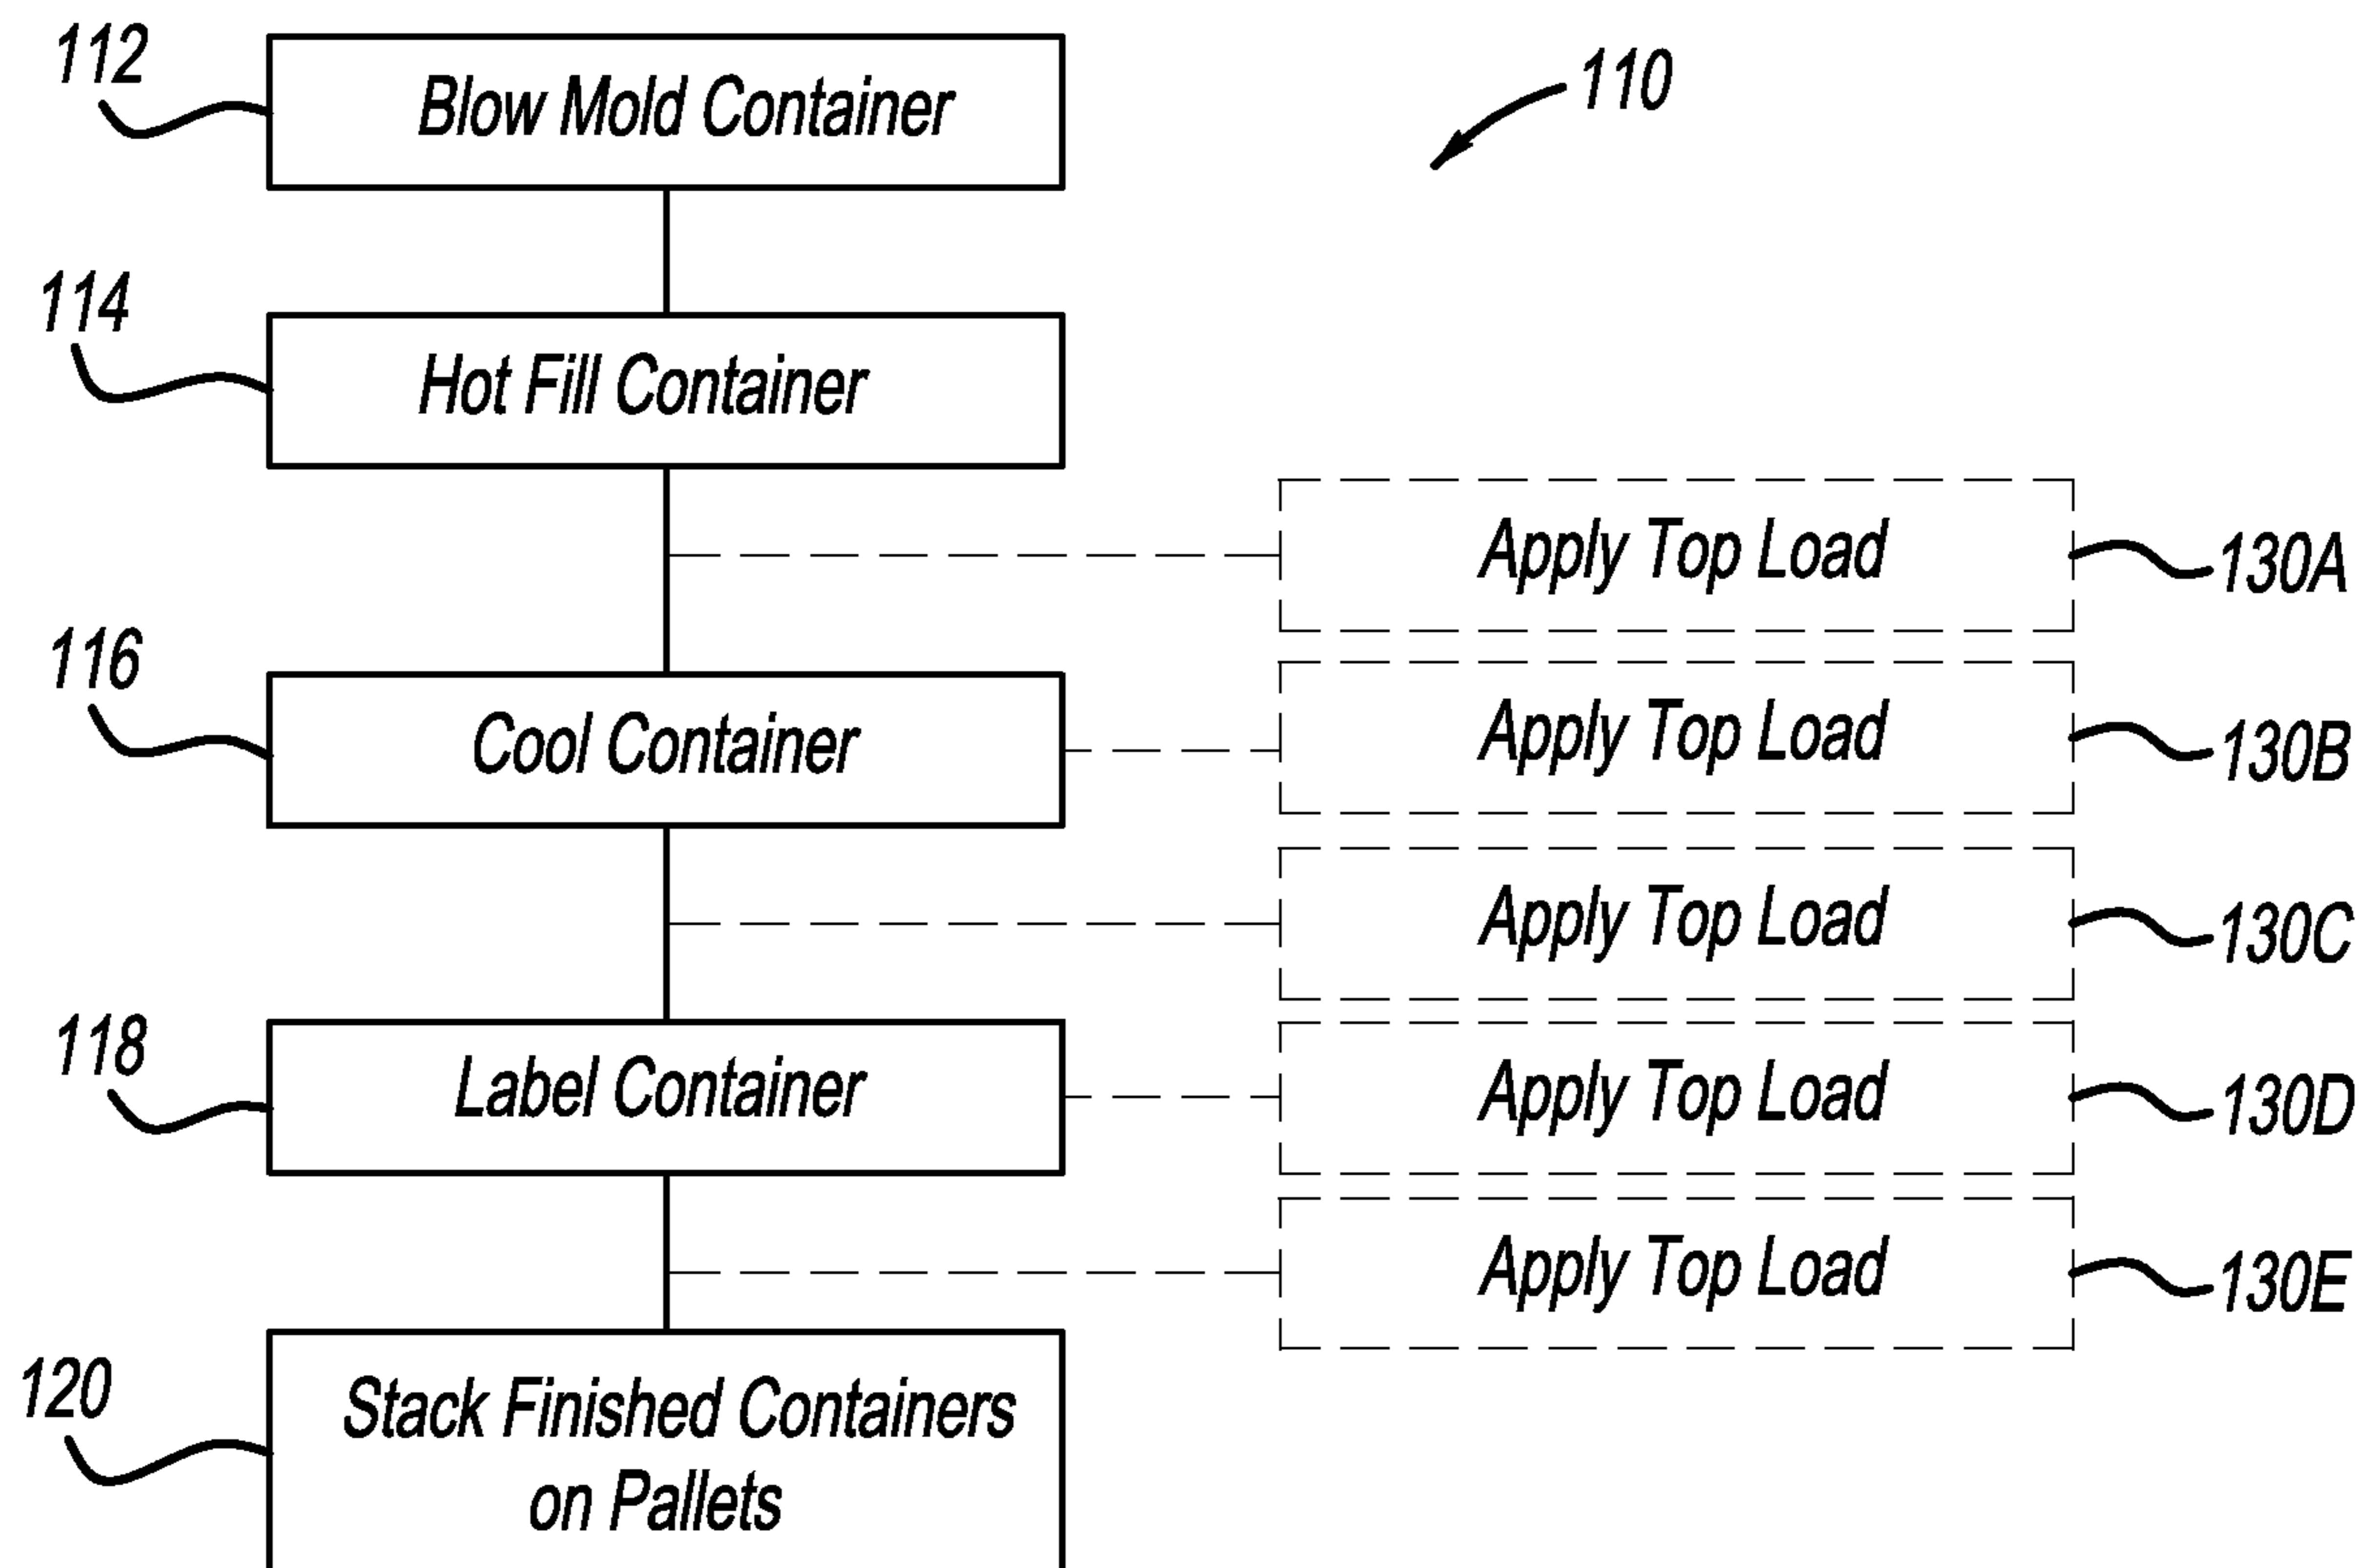 112
Blow Mold Container
110
114
Hot Fill Container
Apply Top Load
130A
116
Cool Container
Apply Top Load
130B
Apply Top Load
130C
118
Label Container
Apply Top Load
130D
Apply Top Load
130E
120
Stack Finished Containers
on Pallets